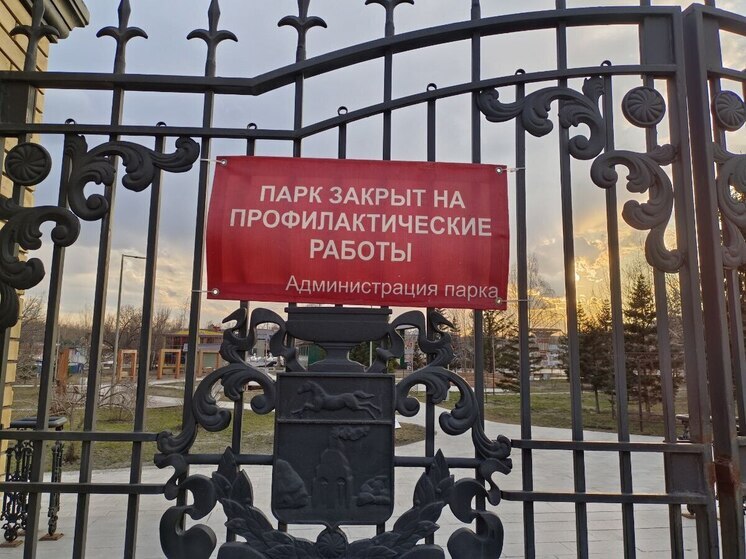 ПАРК ЗАКРЫТ НА
ПРОФИЛАКТИЧЕСКИЕ
РАБОТЫ
Администрация парка